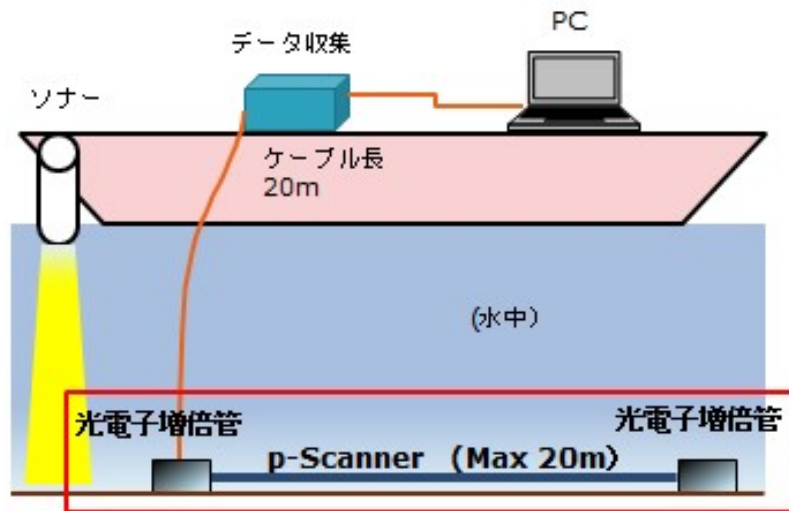 PC
データ収集
ソナー
ケーブル長
20m
(水中)
光電子増倍管
光電子増倍管
p-Scanner (Max 20m)